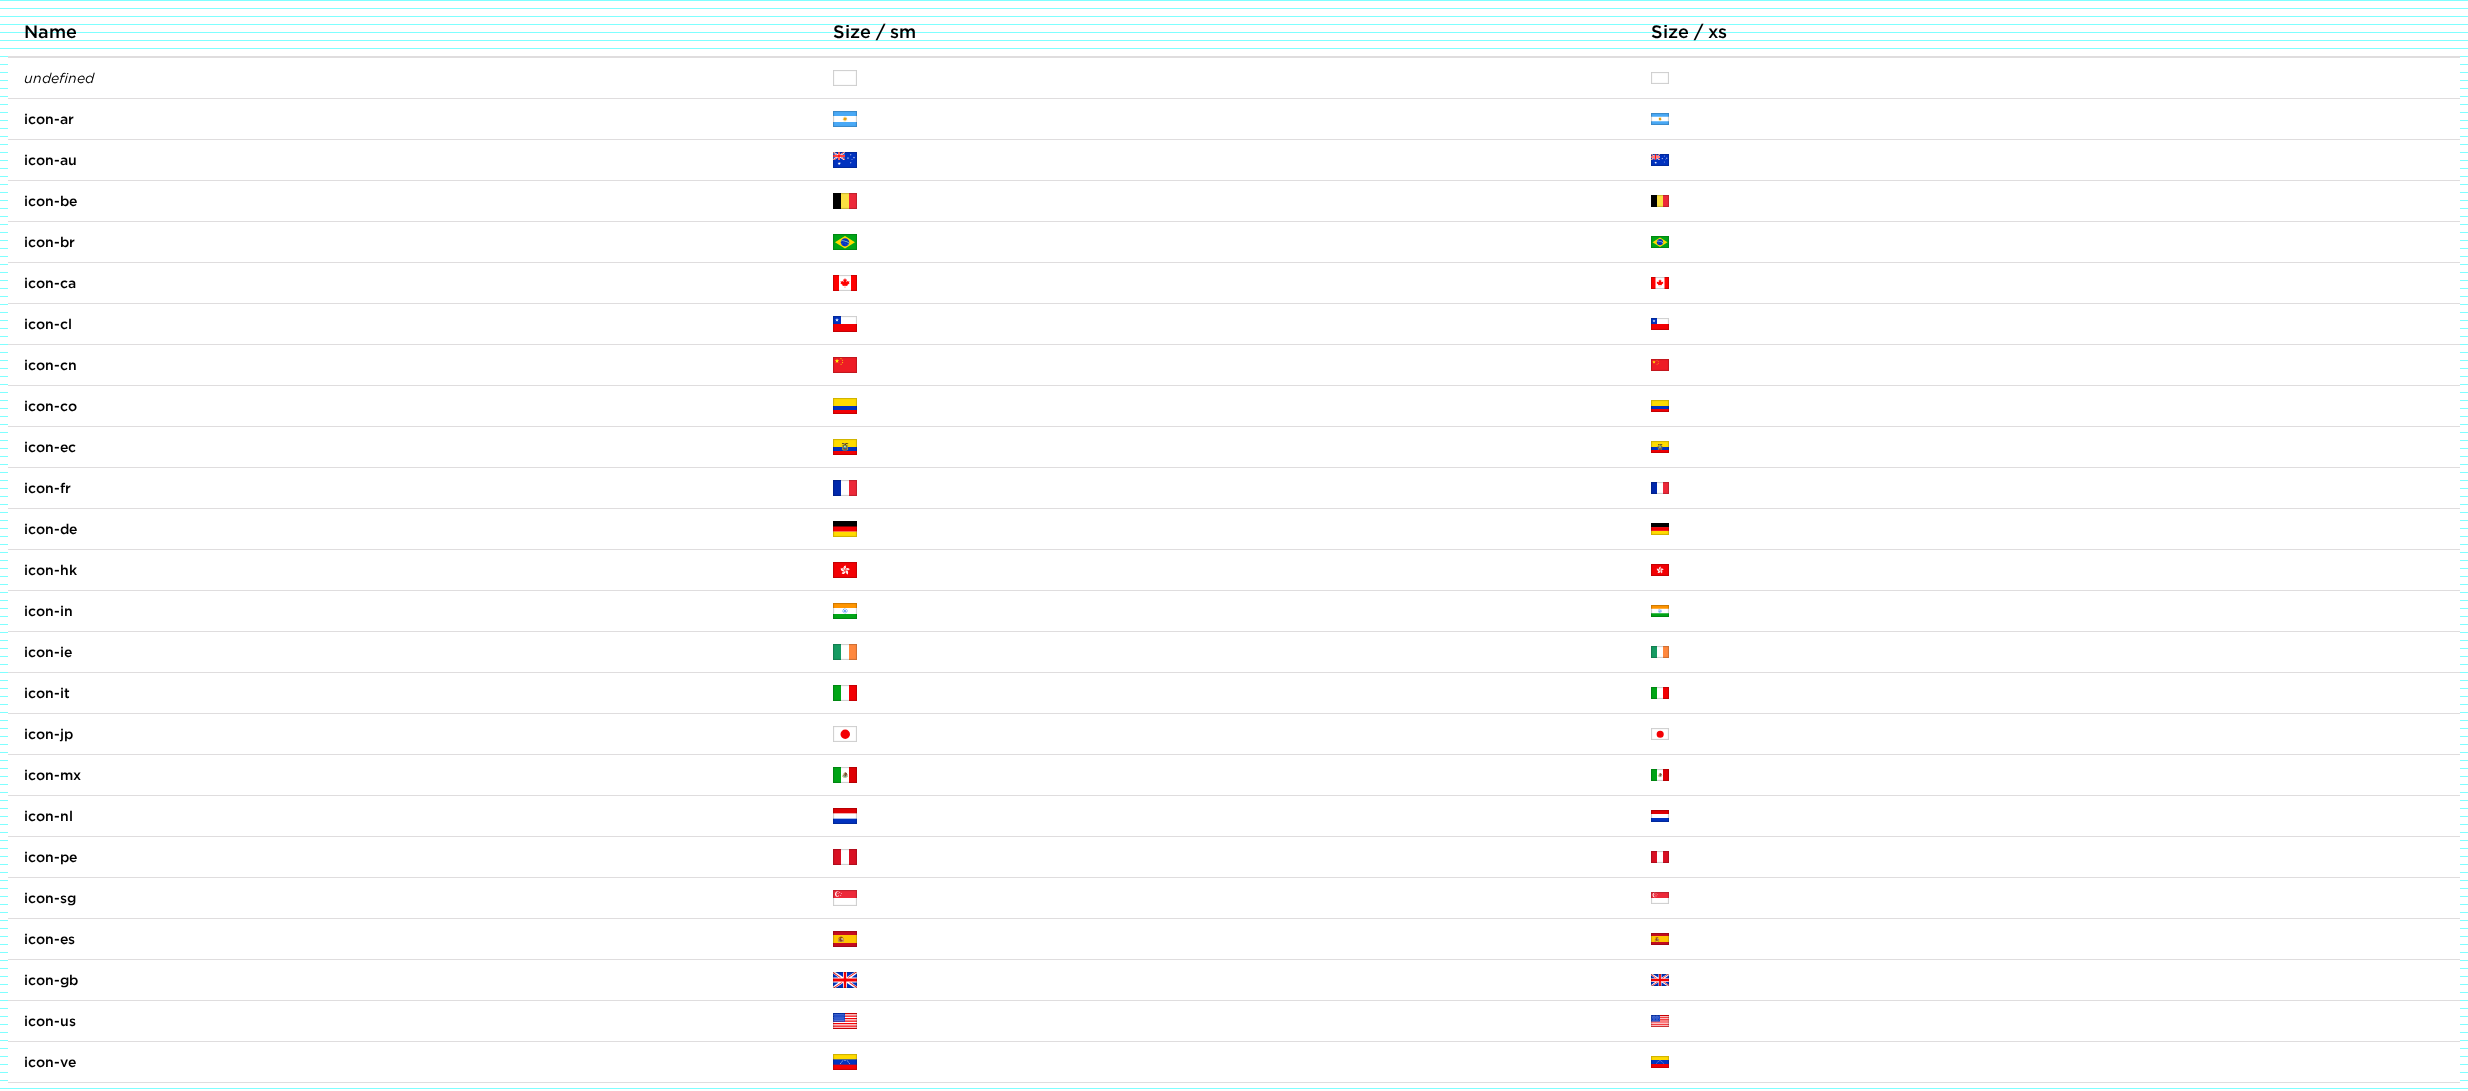 Name Size / sm Size / xs
undefined
icon-ar
icon-au
icon-be
icon-br
icon-ca
icon-cl
icon-cn
icon-co
icon-ec
icon-fr
icon-de
icon-hk
icon-in
icon-ie
icon-it
icon-jp
icon-mx
icon-nl
icon-pe
icon-sg
icon-es
icon-gb
icon-us
icon-ve